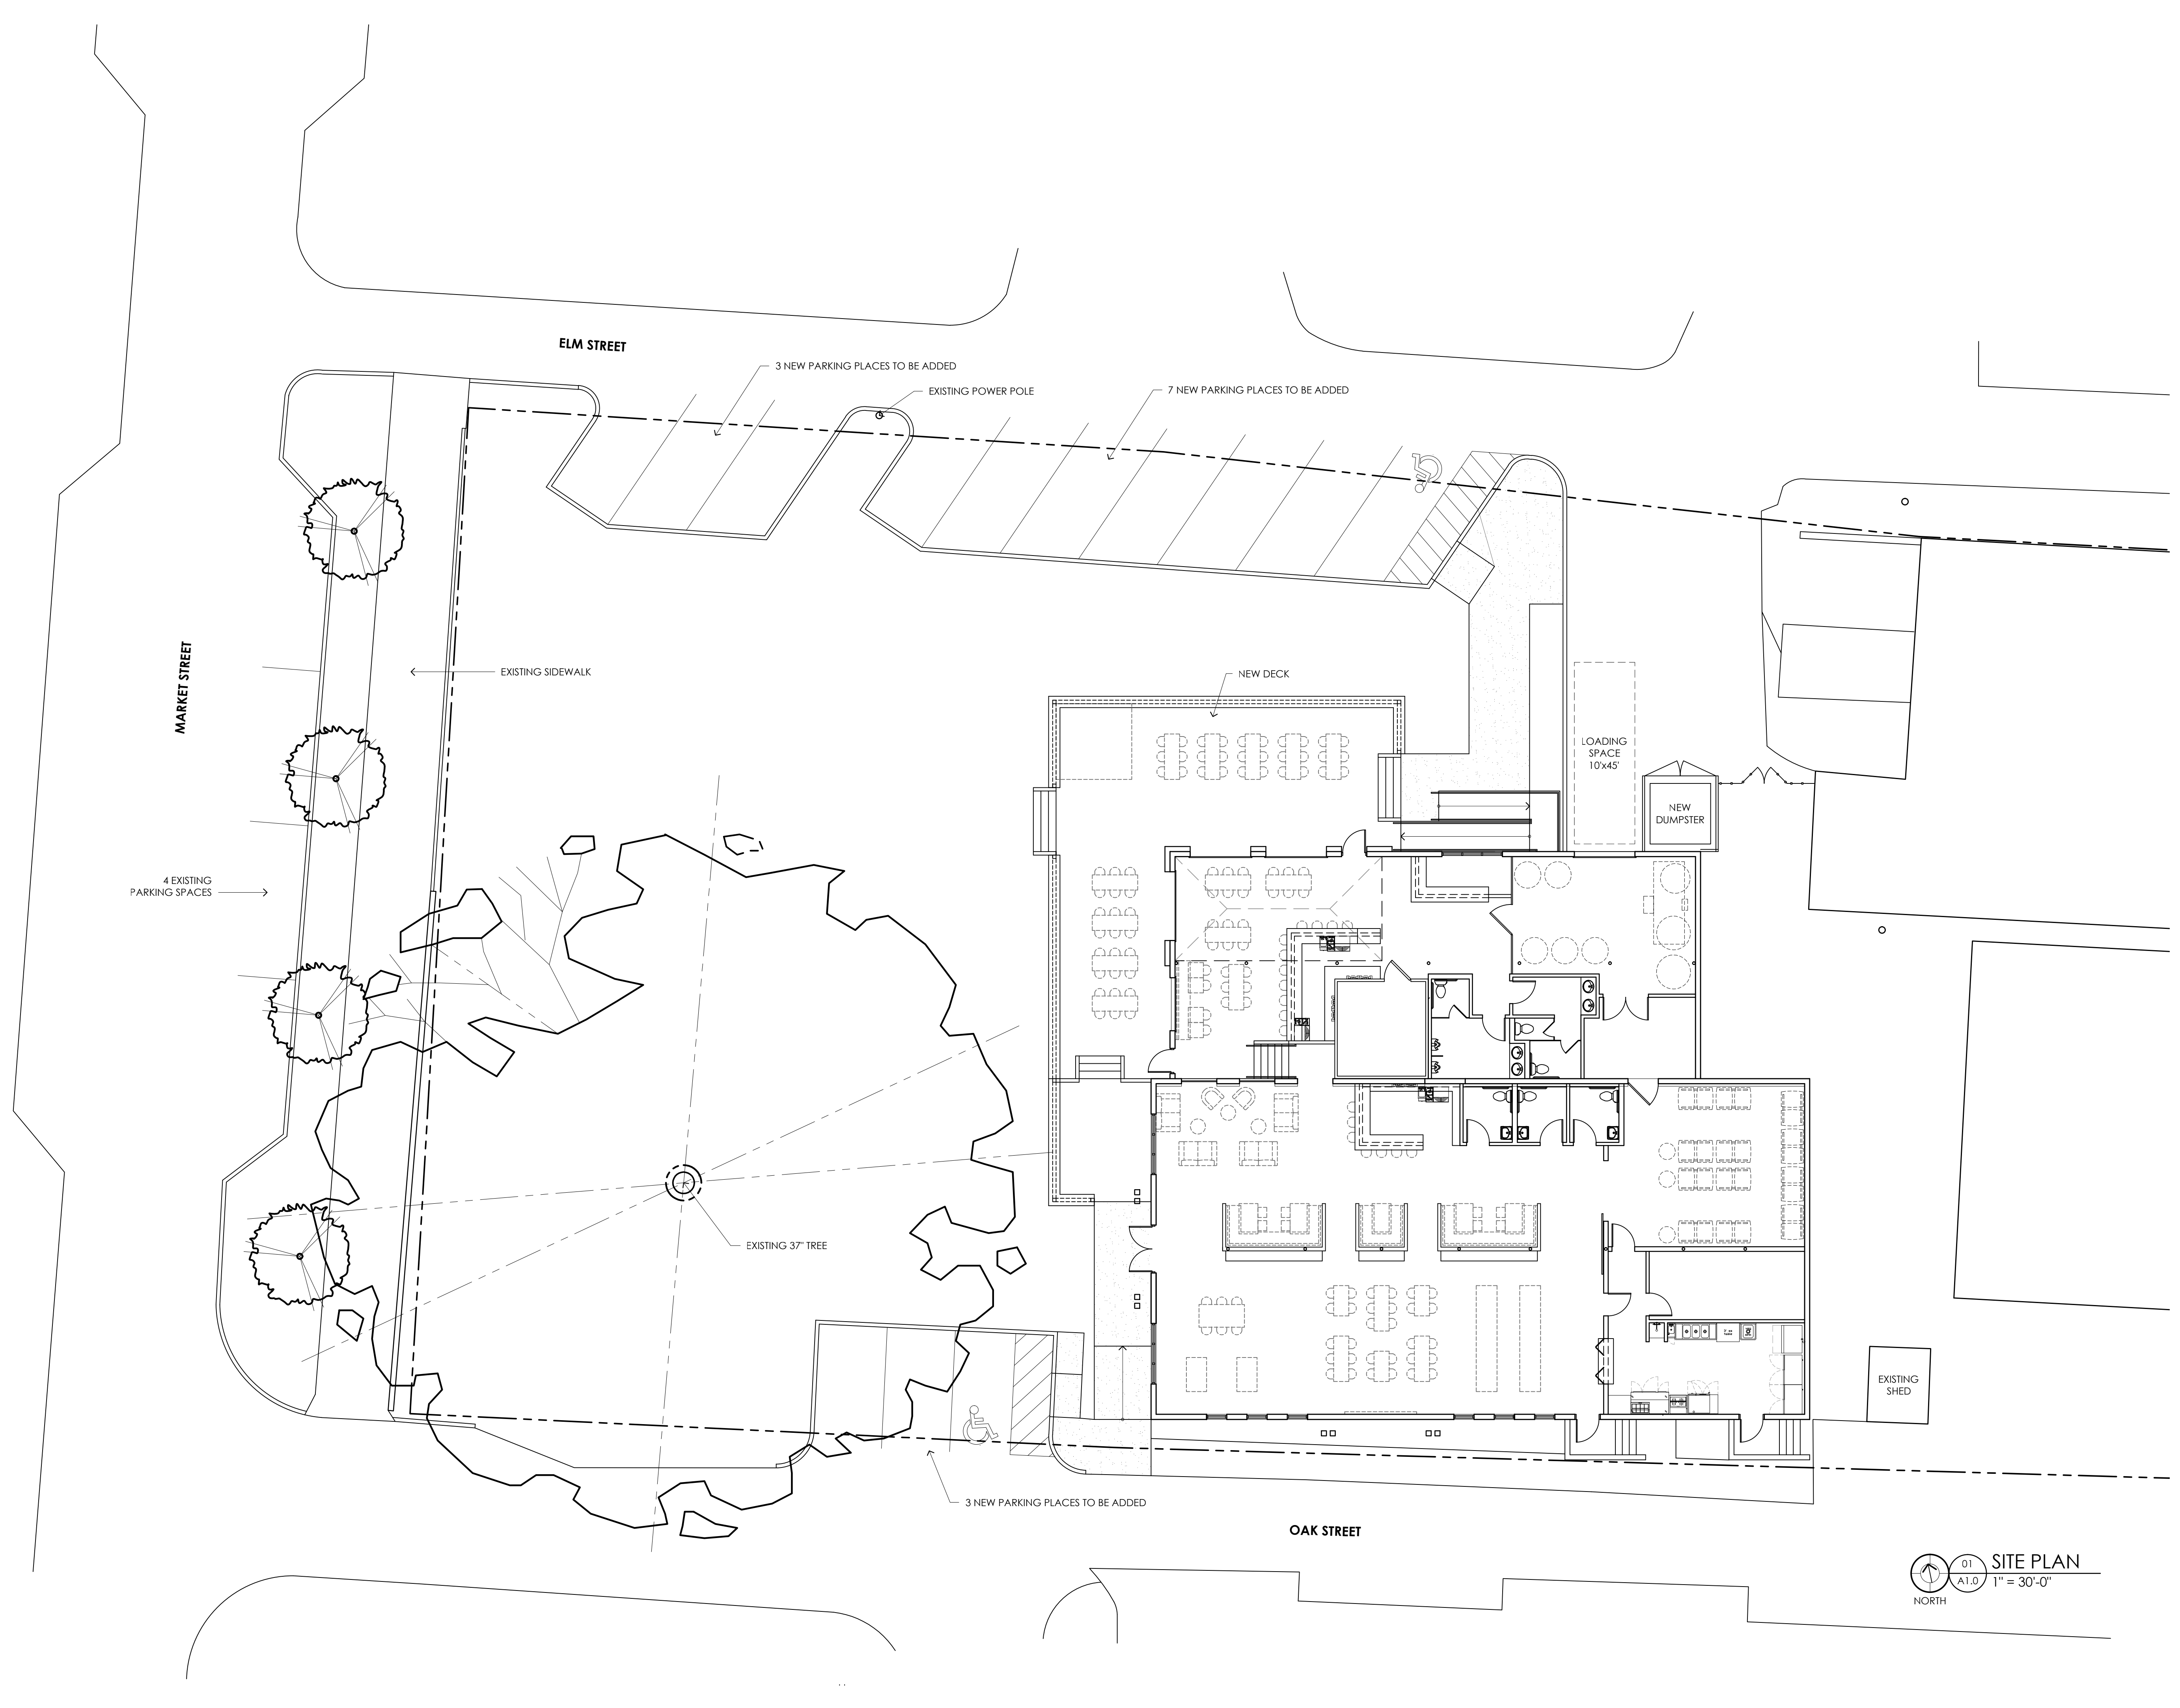 ELM STREET
3 NEW PARKING PLACES TO BE ADDED
EXISTING POWER POLE
7 NEW PARKING PLACES TO BE ADDED
MARKET STREET
EXISTING SIDEWALK
NEW DECK
LOADING
SPACE
10'x45'
NEW
DUMPSTER
4 EXISTING
PARKING SPACES
EXISTING 37" TREE
EXISTING
SHED
3 NEW PARKING PLACES TO BE ADDED
OAK STREET
01
A1.0
SITE PLAN
1" = 30'-0"
NORTH